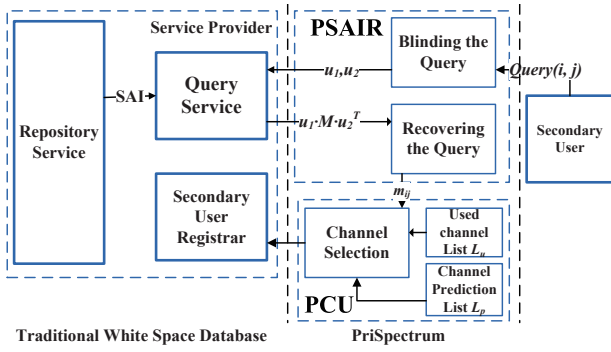 Service Provider
Repository
Service
SAI
Query
Service
Secondary
User
Registrar
PSAIR
Blinding the
Query
u₁,u₂
Query(i, j)
u₁·M·u₂ᵀ
Recovering
the Query
Secondary
User
mᵢⱼ
Channel
Selection
Used
channel
List Lᵤ
Channel
Prediction
List Lₚ
PCU
Traditional White Space Database
PriSpectrum